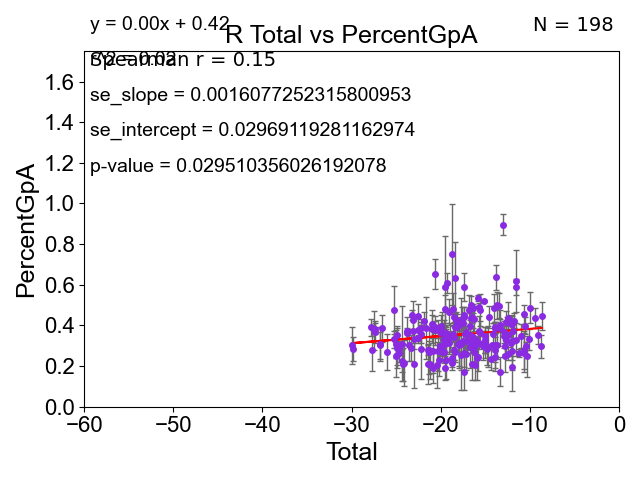 y = 0.00x + 0.42
N = 198
R Total vs PercentGpA
Spearman r = 0.15
se_slope = 0.0016077252315800953
se_intercept = 0.02969119281162974
p-value = 0.029510356026192078
PercentGpA
1.6
1.4
1.2
1.0
0.8
0.6
0.4
0.2
0.0
−60 −50 −40 −30 −20 −10 0
Total